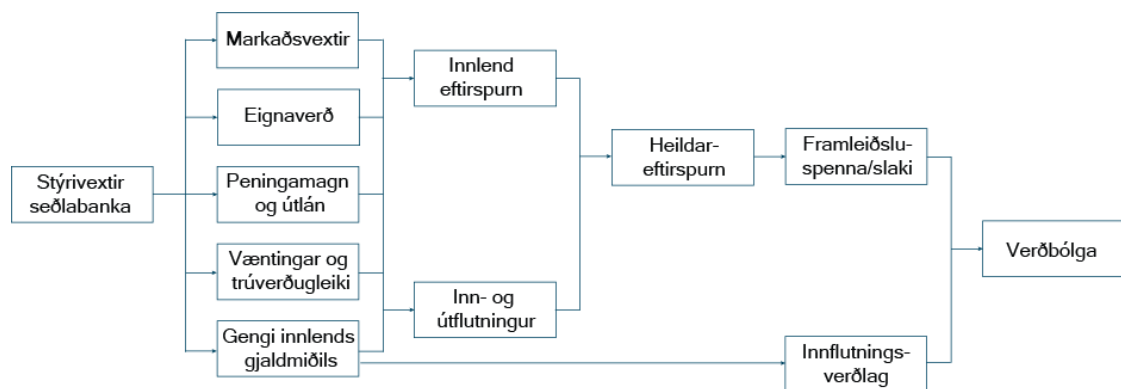 Stýrivextir
seðlabanka
Markaðsvextir
Eignaverð
Peningamagn
og útlán
Væntingar og
trúverðugleiki
Gengi innlends
gjaldmiðils
Innlend
eftirspurn
Inn- og
útflutningur
Heildar-
eftirspurn
Framleiðslu-
spenna/slaki
Innflutnings-
verðlag
Verðbólga